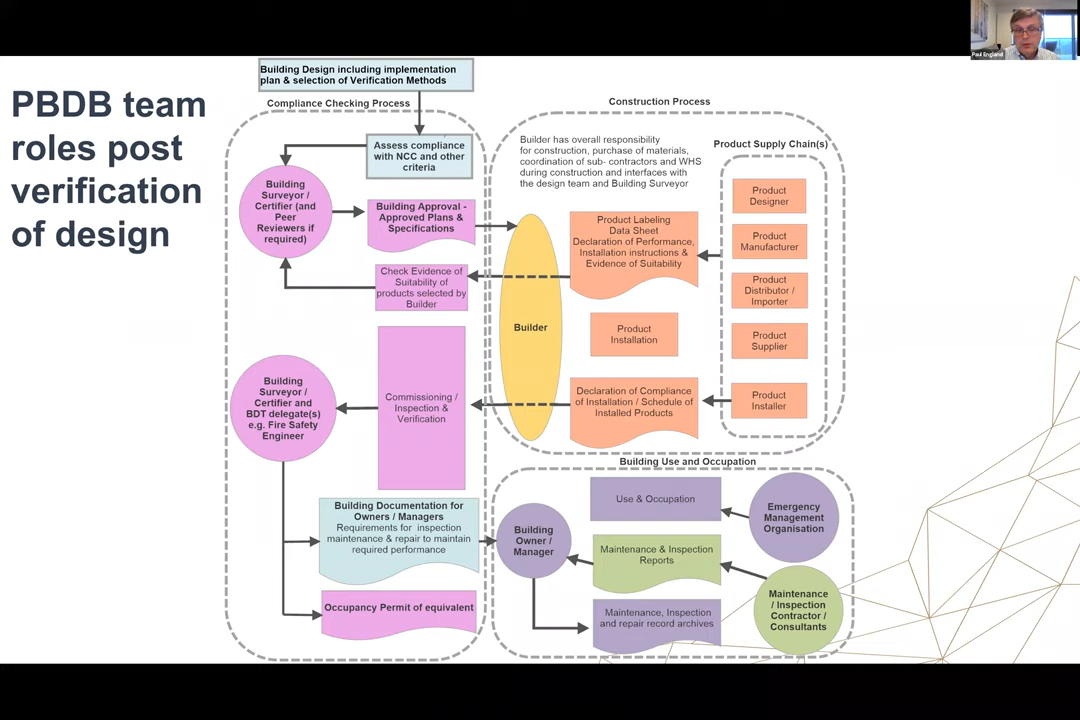 Paul England
PBDB team
roles post
verification
of design
Building Design including implementation
plan & selection of Verification Methods
Compliance Checking Process
Assess compliance
with NCC and other
criteria
Building
Surveyor /
Certifier (and
Peer
Reviewers if
required)
Building Approval -
Approved Plans &
Specifications
Check Evidence of
Suitability of
products selected by
Builder
Building
Surveyor /
Certifier and
BDT delegate(s)
e.g. Fire Safety
Engineer
Commissioning /
Inspection &
Verification
Building Documentation for
Owners / Managers
Requirements for inspection
maintenance & repair to maintain
required performance
Occupancy Permit of equivalent
Construction Process
Builder has overall responsibility
for construction, purchase of materials,
coordination of sub- contractors and WHS
during construction and interfaces with
the design team and Building Surveyor
Builder
Product Labeling
Data Sheet
Declaration of Performance,
Installation instructions &
Evidence of Suitability
Product
Installation
Declaration of Compliance
of Installation / Schedule of
Installed Products
Product Supply Chain(s)
Product
Designer
Product
Manufacturer
Product
Distributor /
Importer
Product
Supplier
Product
Installer
Building Use and Occupation
Building
Owner /
Manager
Use & Occupation
Maintenance & Inspection
Reports
Maintenance, Inspection
and repair record archives
Emergency
Management
Organisation
Maintenance
/ Inspection
Contractor /
Consultants